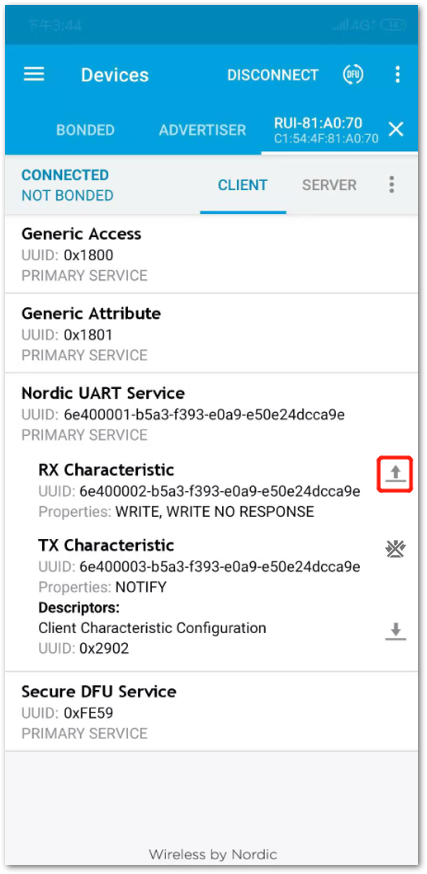 下午3:44
4G
Devices
DISCONNECT
DFU
BONDED
ADVERTISER
RUI-81:A0:70
C1:54:4F:81:A0:70
CONNECTED
NOT BONDED
CLIENT
SERVER
Generic Access
UUID: 0x1800
PRIMARY SERVICE
Generic Attribute
UUID: 0x1801
PRIMARY SERVICE
Nordic UART Service
UUID: 6e400001-b5a3-f393-e0a9-e50e24dcca9e
PRIMARY SERVICE
RX Characteristic
UUID: 6e400002-b5a3-f393-e0a9-e50e24dcca9e
Properties: WRITE, WRITE NO RESPONSE
TX Characteristic
UUID: 6e400003-b5a3-f393-e0a9-e50e24dcca9e
Properties: NOTIFY
Descriptors:
Client Characteristic Configuration
UUID: 0x2902
Secure DFU Service
UUID: 0xFE59
PRIMARY SERVICE
Wireless by Nordic